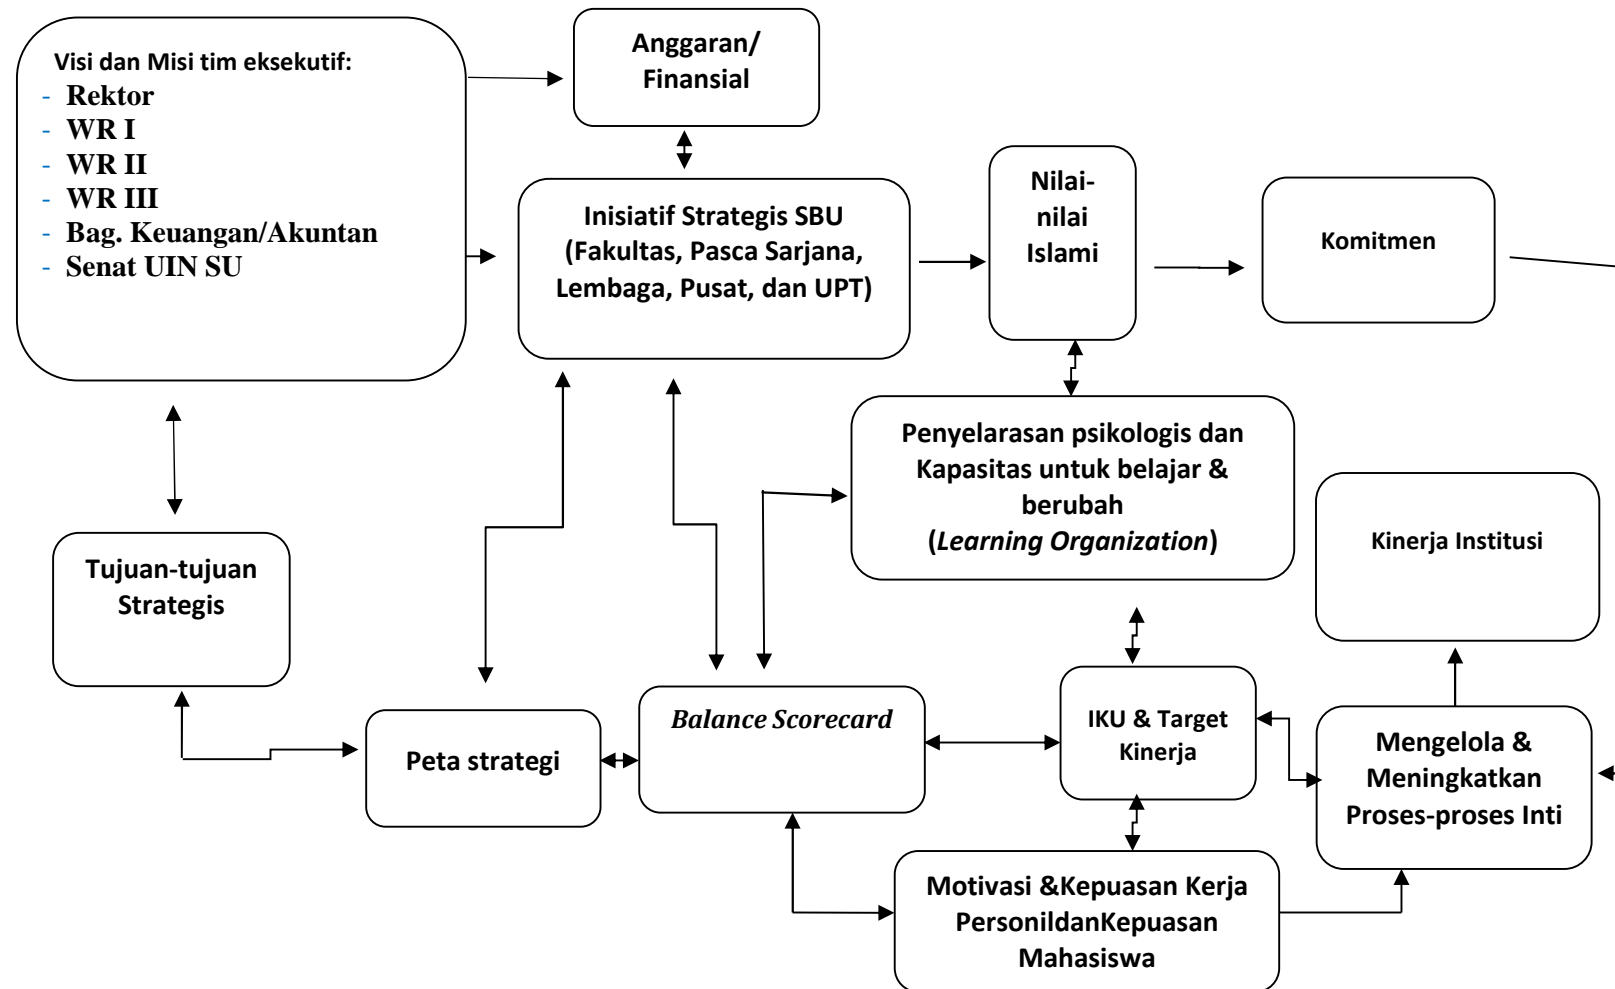 Visi dan Misi tim eksekutif:
- Rektor
- WR I
- WR II
- WR III
- Bag. Keuangan/Akuntan
- Senat UIN SU
Anggaran/
Finansial
Inisiatif Strategis SBU
(Fakultas, Pasca Sarjana,
Lembaga, Pusat, dan UPT)
Nilai-
nilai
Islami
Komitmen
Penyelarasan psikologis dan
Kapasitas untuk belajar &
berubah
(Learning Organization)
Kinerja Institusi
Tujuan-tujuan
Strategis
Peta strategi
Balance Scorecard
IKU & Target
Kinerja
Mengelola &
Meningkatkan
Proses-proses Inti
Motivasi &Kepuasan Kerja
PersonildanKepuasan
Mahasiswa